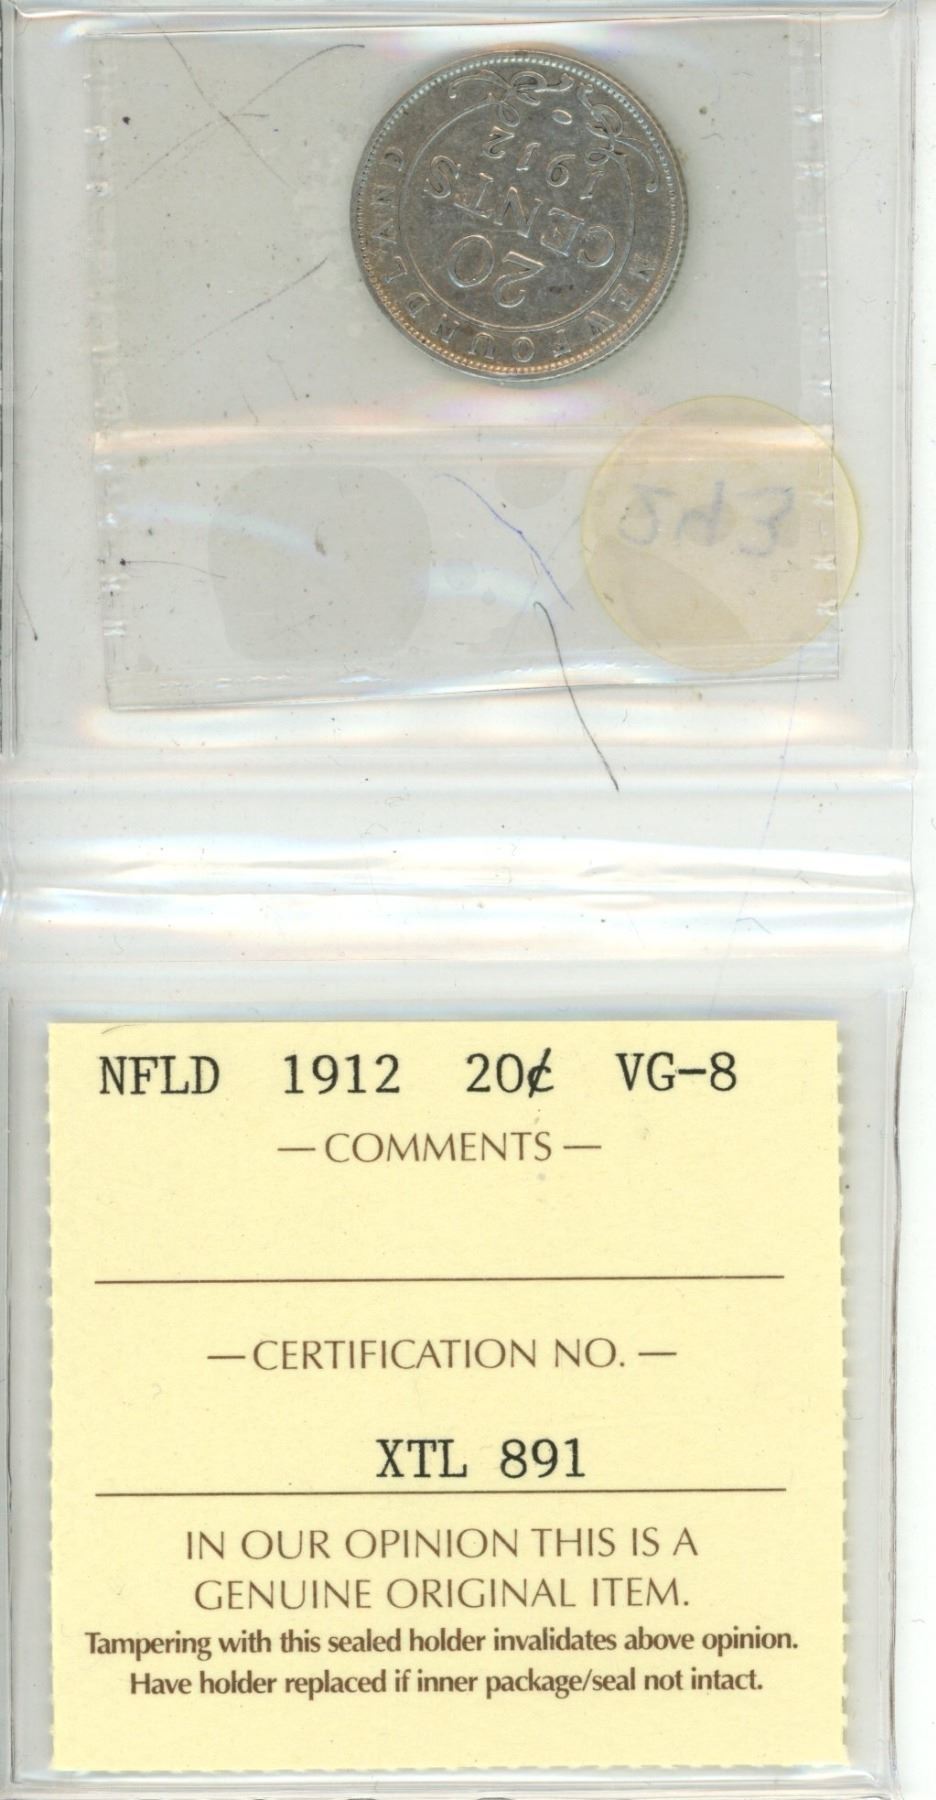 NEWFOUNDLAND
20
CENTS
1912
NFLD 1912 20¢ VG-8
— COMMENTS —
— CERTIFICATION NO. —
XTL 891
IN OUR OPINION THIS IS A
GENUINE ORIGINAL ITEM.
Tampering with this sealed holder invalidates above opinion.
Have holder replaced if inner package/seal not intact.